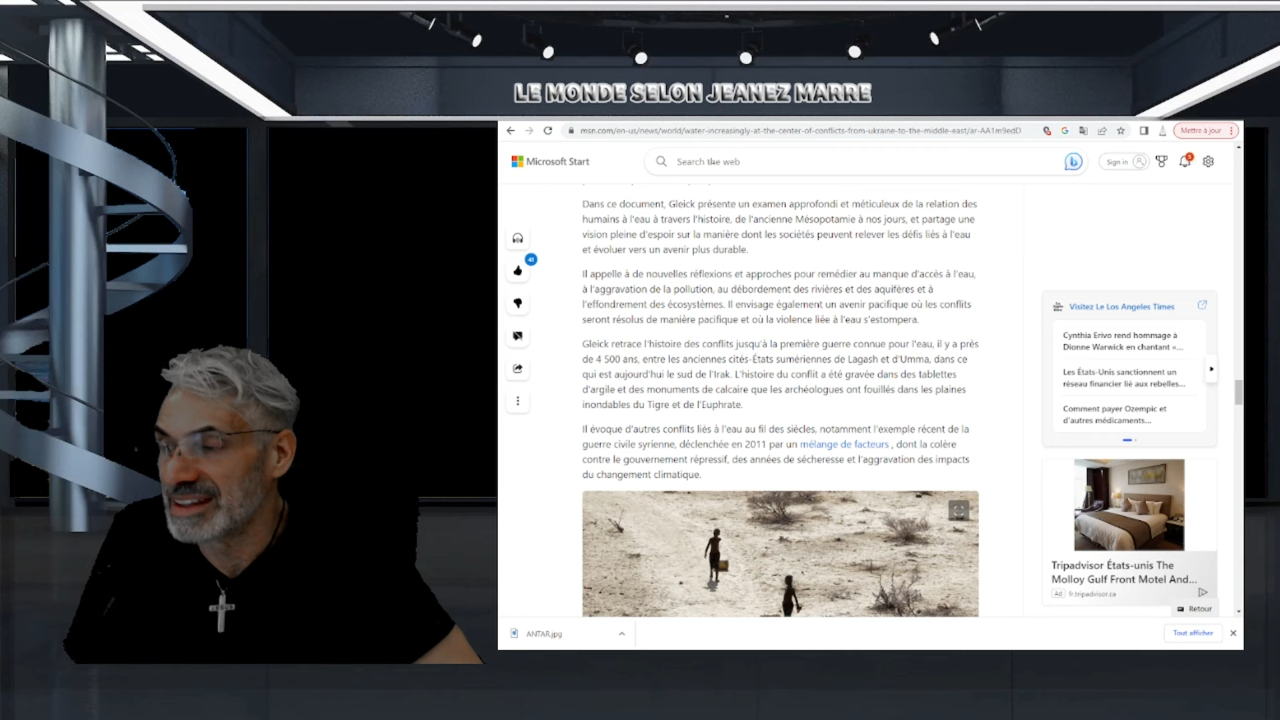 LE MONDE SELON JEANEZ MARRE
msn.com/en-us/news/world/water-increasingly-at-the-center-of-conflicts-from-ukraine-to-the-middle-east/ar-AA1m9edD
Mettre à jour
Microsoft Start
Search the web
Sign in
Dans ce document, Gleick présente un examen approfondi et méticuleux de la relation des
humains à l'eau à travers l'histoire, de l'ancienne Mésopotamie à nos jours, et partage une
vision pleine d'espoir sur la manière dont les sociétés peuvent relever les défis liés à l'eau
et évoluer vers un avenir plus durable.
Il appelle à de nouvelles réflexions et approches pour remédier au manque d'accès à l'eau,
à l'aggravation de la pollution, au débordement des rivières et des aquifères et à
l'effondrement des écosystèmes. Il envisage également un avenir pacifique où les conflits
seront résolus de manière pacifique et où la violence liée à l'eau s'estompera.
Gleick retrace l'histoire des conflits jusqu'à la première guerre connue pour l'eau, il y a près
de 4 500 ans, entre les anciennes cités-États sumériennes de Lagash et d'Umma, dans ce
qui est aujourd'hui le sud de l'Irak. L'histoire du conflit a été gravée dans des tablettes
d'argile et des monuments de calcaire que les archéologues ont fouillés dans les plaines
inondables du Tigre et de l'Euphrate.
Il évoque d'autres conflits liés à l'eau au fil des siècles, notamment l'exemple récent de la
guerre civile syrienne, déclenchée en 2011 par un mélange de facteurs , dont la colère
contre le gouvernement répressif, des années de sécheresse et l'aggravation des impacts
du changement climatique.
Visitez Le Los Angeles Times
Cynthia Erivo rend hommage à
Dionne Warwick en chantant «...
Les États-Unis sanctionnent un
réseau financier lié aux rebelles...
Comment payer Ozempic et
d'autres médicaments...
Tripadvisor États-unis The
Molloy Gulf Front Motel And...
Ad fr.tripadvisor.ca
Retour
ANTAR.jpg
Tout afficher